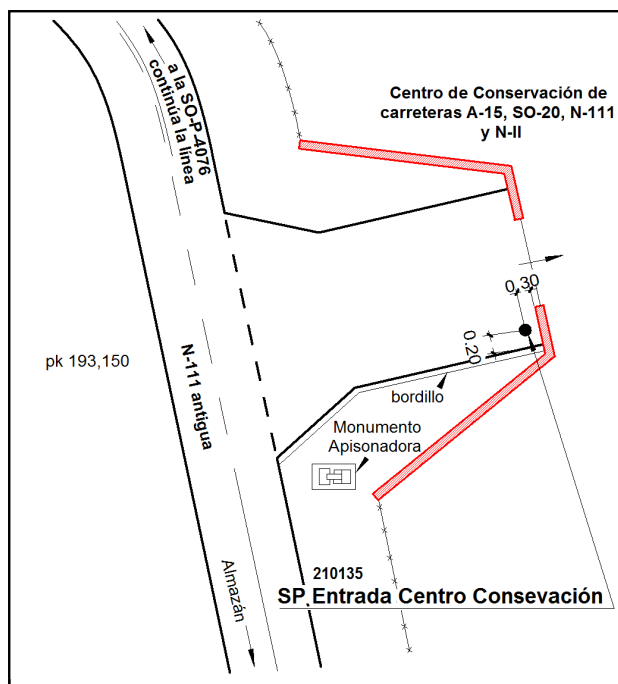 a la SO-P-4076
continúa la línea
Centro de Conservación de
carreteras A-15, SO-20, N-111
y N-II
0.30
0.20
pk 193,150
N-111 antigua
bordillo
Monumento
Apisonadora
Almazán
210135
SP Entrada Centro Consevación